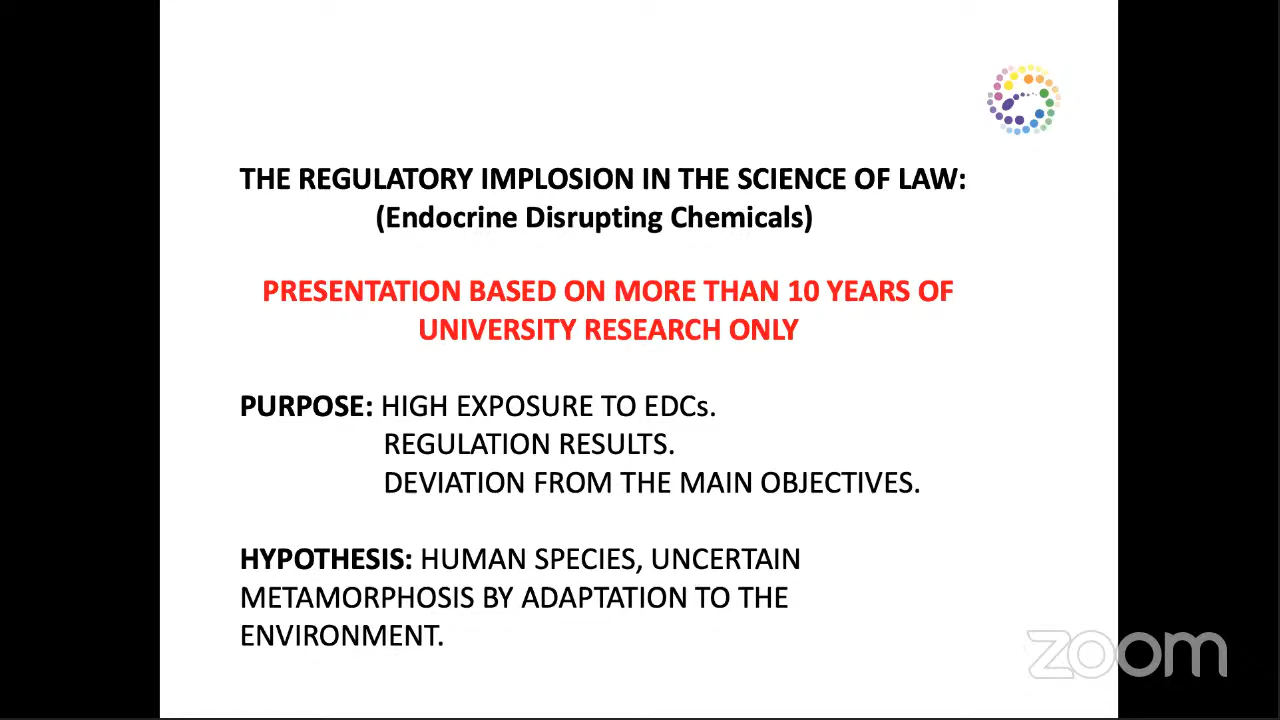 THE REGULATORY IMPLOSION IN THE SCIENCE OF LAW:
(Endocrine Disrupting Chemicals)
PRESENTATION BASED ON MORE THAN 10 YEARS OF
UNIVERSITY RESEARCH ONLY
PURPOSE: HIGH EXPOSURE TO EDCs.
REGULATION RESULTS.
DEVIATION FROM THE MAIN OBJECTIVES.
HYPOTHESIS: HUMAN SPECIES, UNCERTAIN
METAMORPHOSIS BY ADAPTATION TO THE
ENVIRONMENT.
zoom